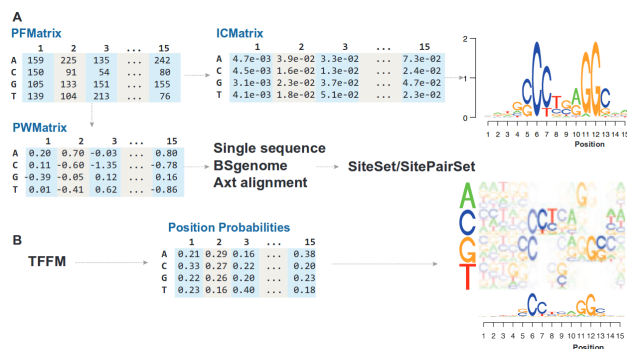 A
PFMatrix
1 2 3 ... 15
A 159 225 135 ... 242
C 150 91 54 ... 80
G 105 133 151 ... 155
T 139 104 213 ... 76
ICMatrix
1 2 3 ... 15
A 4.7e-03 3.9e-02 3.3e-02 ... 7.3e-02
C 4.5e-03 1.6e-02 1.3e-02 ... 2.4e-02
G 3.1e-03 2.3e-02 3.7e-02 ... 4.7e-02
T 4.1e-03 1.8e-02 5.1e-02 ... 2.3e-02
2
1
0
1 2 3 4 5 6 7 8 9 10 11 12 13 14 15
Position
PWMatrix
1 2 3 ... 15
A 0.20 0.70 -0.03 ... 0.80
C 0.11 -0.60 -1.35 ... -0.78
G -0.39 -0.05 0.12 ... 0.16
T 0.01 -0.41 0.62 ... -0.86
Single sequence
BSgenome
Axt alignment
SiteSet/SitePairSet
B
TFFM
Position Probabilities
1 2 3 ... 15
A 0.21 0.29 0.16 ... 0.38
C 0.33 0.27 0.22 ... 0.20
G 0.22 0.26 0.20 ... 0.23
T 0.23 0.16 0.40 ... 0.18
A
C
G
T
1 2 3 4 5 6 7 8 9 10 11 12 13 14 15
Position